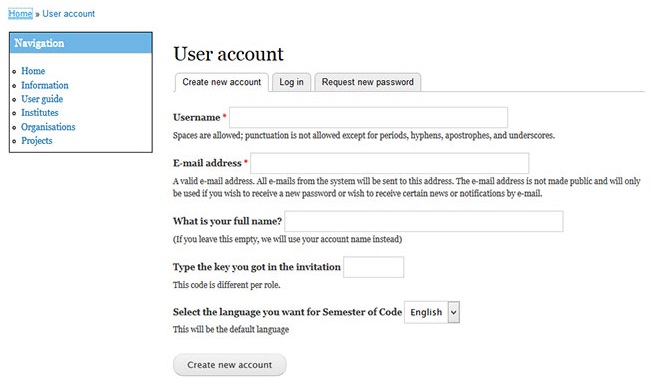 Home » User account
Navigation
Home
Information
User guide
Institutes
Organisations
Projects
User account
Create new account
Log in
Request new password
Username *
Spaces are allowed; punctuation is not allowed except for periods, hyphens, apostrophes, and underscores.
E-mail address *
A valid e-mail address. All e-mails from the system will be sent to this address. The e-mail address is not made public and will only
be used if you wish to receive a new password or wish to receive certain news or notifications by e-mail.
What is your full name?
(If you leave this empty, we will use your account name instead)
Type the key you got in the invitation
This code is different per role.
Select the language you want for Semester of Code English
This will be the default language
Create new account